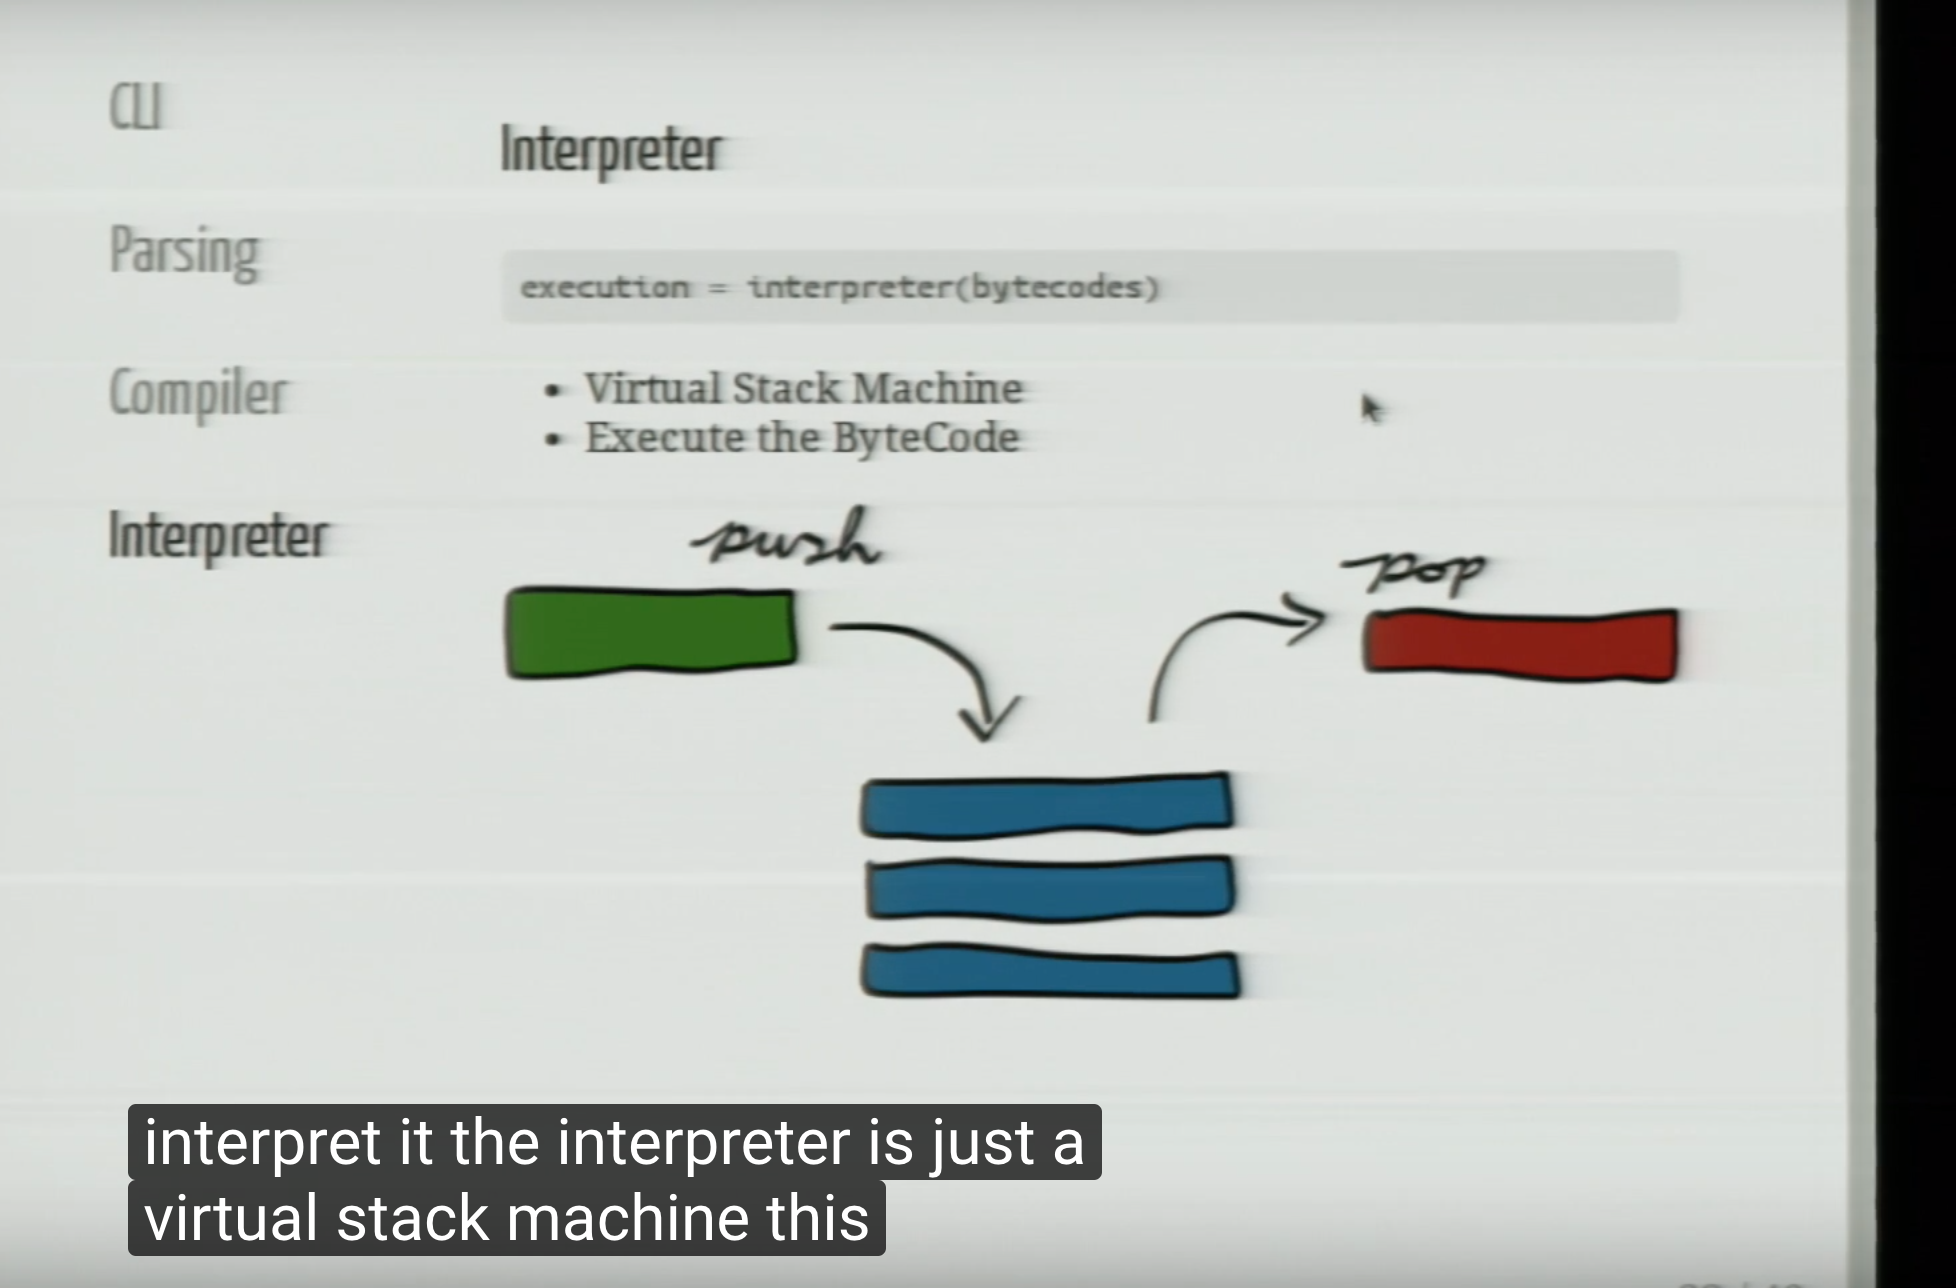 CLI
Parsing
Compiler
Interpreter
Interpreter
execution = interpreter(bytecodes)
• Virtual Stack Machine
• Execute the ByteCode
push
pop
interpret it the interpreter is just a
virtual stack machine this